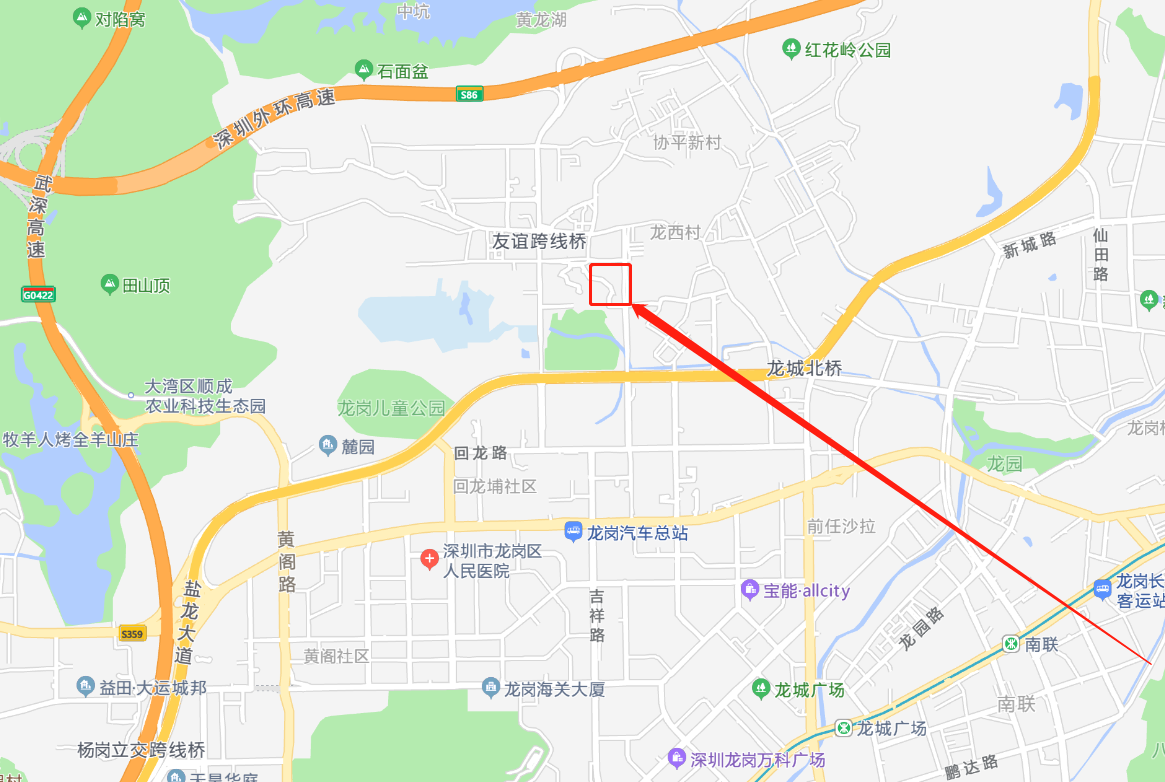 对陷窝
中坑
黄龙湖
红花岭公园
石面盆
S86
深圳外环高速
协平新村
武深高速
友谊跨线桥
龙西村
新城路
仙田路
G0422
田山顶
龙城北桥
大湾区顺成
农业科技生态园
龙岗儿童公园
牧羊人烤全羊山庄
麓园
回龙路
龙岗
龙园
回龙埔社区
前任沙拉
龙岗汽车总站
黄阁路
深圳市龙岗区
人民医院
宝能·allcity
龙岗长
客运站
盐龙大道
吉祥路
S359
龙园路
南联
黄阁社区
益田·大运城邦
龙岗海关大厦
龙城广场
南联
龙城广场
杨岗立交跨线桥
深圳龙岗万科广场
鹏达路